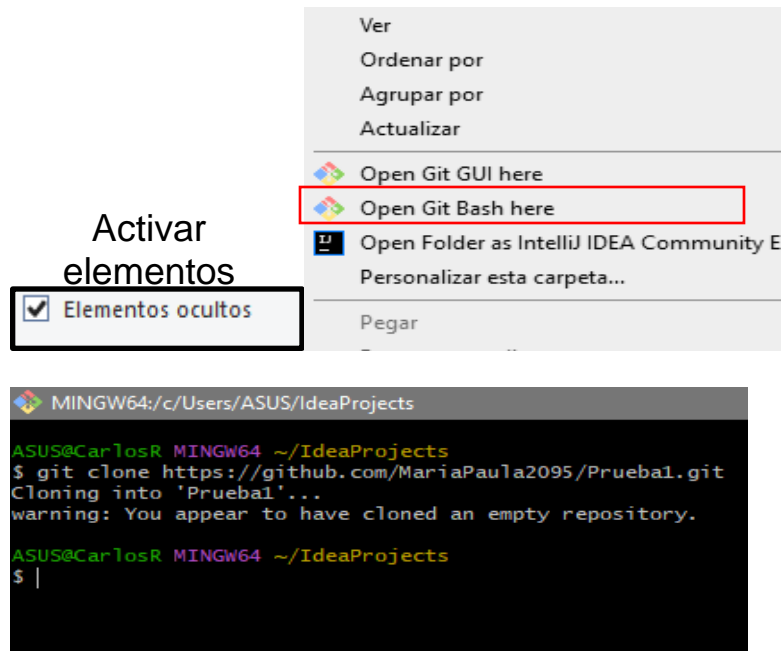 Ver
Ordenar por
Agrupar por
Actualizar
Open Git GUI here
Open Git Bash here
Open Folder as IntelliJ IDEA Community E
Personalizar esta carpeta...
Pegar
Activar
elementos
Elementos ocultos
MINGW64:/c/Users/ASUS/IdeaProjects
ASUS@CarlosR MINGW64 ~/IdeaProjects
$ git clone https://github.com/MariaPaula2095/Prueba1.git
Cloning into 'Prueba1'...
warning: You appear to have cloned an empty repository.
ASUS@CarlosR MINGW64 ~/IdeaProjects
$